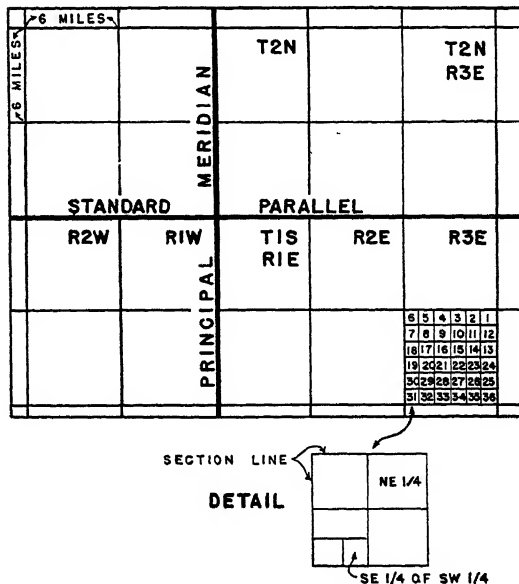 6 MILES
6 MILES
T2N
T2N
R3E
MERIDIAN
STANDARD PARALLEL
R2W R1W T1S R2E R3E
R1E
PRINCIPAL
6 5 4 3 2 1
7 8 9 10 11 12
18 17 16 15 14 13
19 20 21 22 23 24
30 29 28 27 26 25
31 32 33 34 35 36
SECTION LINE
NE 1/4
DETAIL
SE 1/4 OF SW 1/4